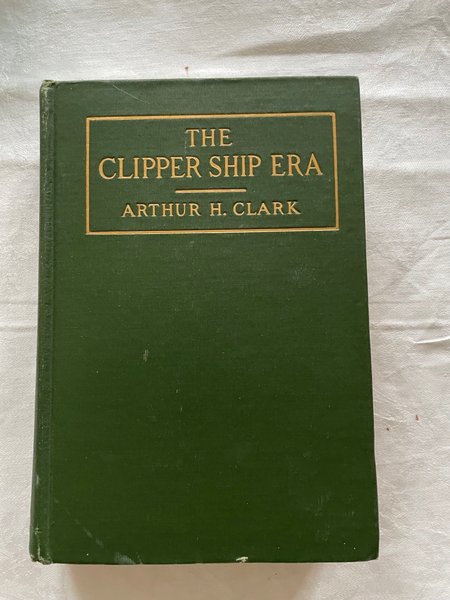 THE
CLIPPER SHIP ERA
ARTHUR H. CLARK